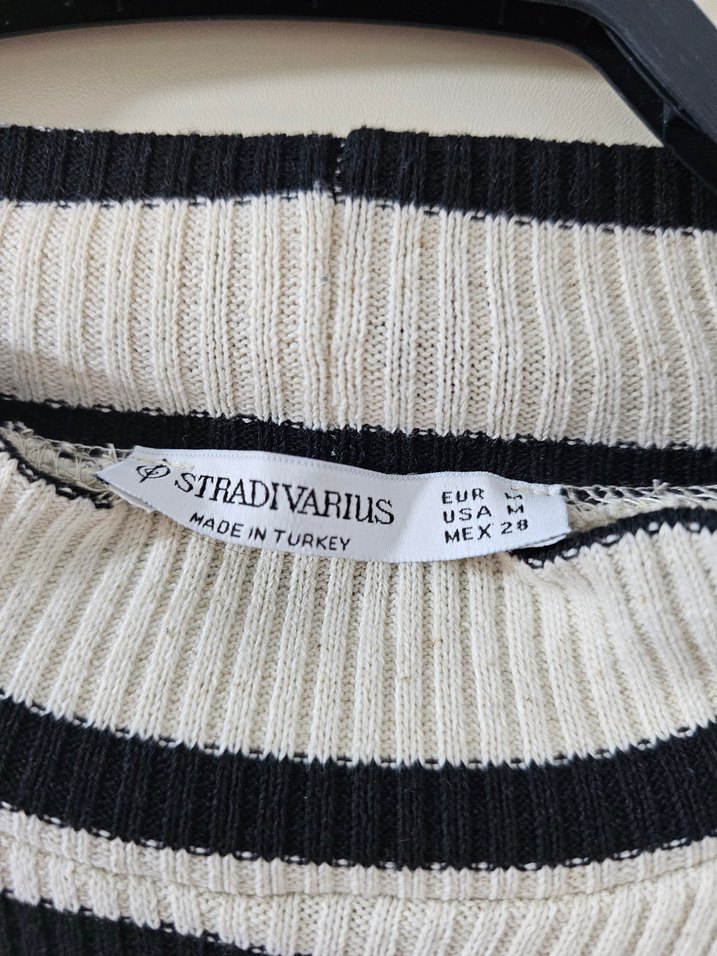 STRADIVARIUS
MADE IN TURKEY
EUR M
USA M
MEX 28